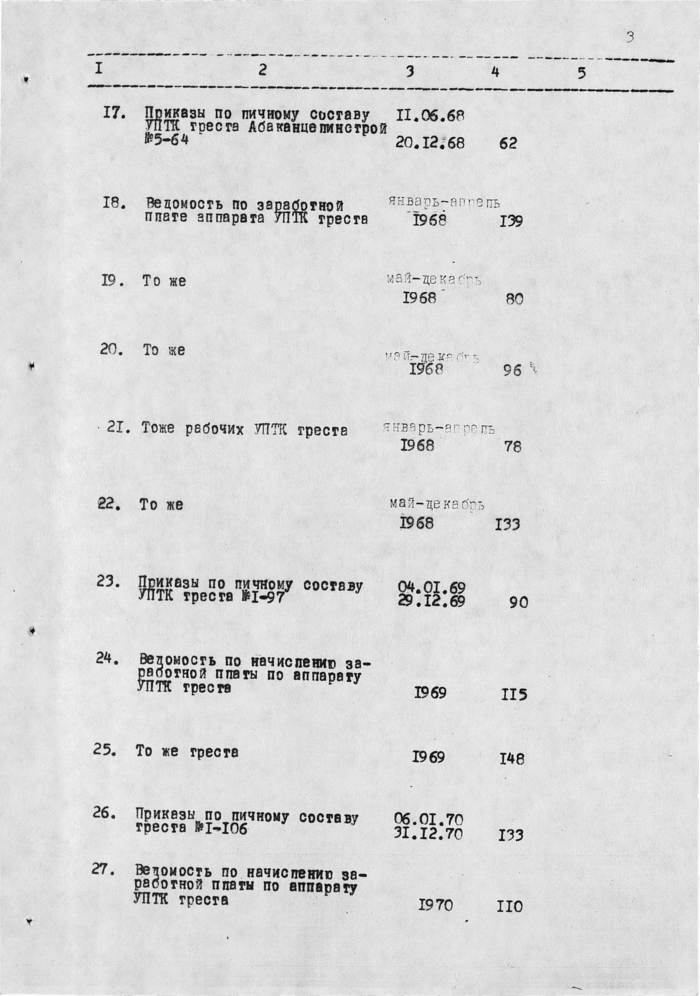 3
I 2 3 4 5
I7. Приказы по личному составу II.06.68
УПТК треста Абаканцелинстрой
№5-64 20.I2.68 62
I8. Ведомость по заработной январь-апрель
плате аппарата УПТК треста I968 I39
I9. То же май-декабрь
I968 80
20. То же май-декабрь
I968 96
2I. Тоже рабочих УПТК треста январь-апрель
I968 78
22. То же май-декабрь
I968 I33
23. Приказы по личному составу 04.0I.69
УПТК треста №I-97 29.I2.69 90
24. Ведомость по начислению за-
работной платы по аппарату
УПТК треста I969 II5
25. То же треста I969 I48
26. Приказы по личному составу 06.0I.70
треста №I-I06 3I.I2.70 I33
27. Ведомость по начислению за-
работной платы по аппарату
УПТК треста I970 II0